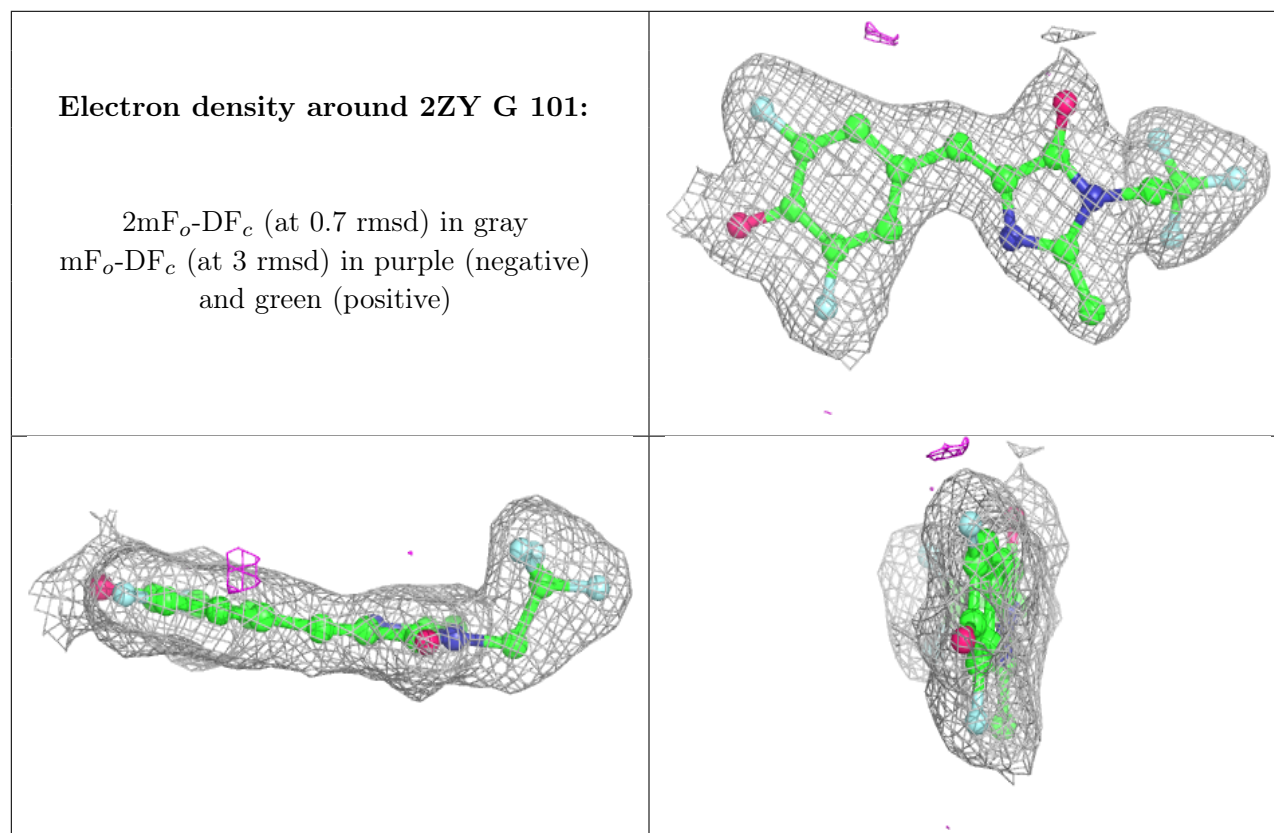 Electron density around 2ZY G 101:
2mFₒ-DF𝑐 (at 0.7 rmsd) in gray
mFₒ-DF𝑐 (at 3 rmsd) in purple (negative)
and green (positive)